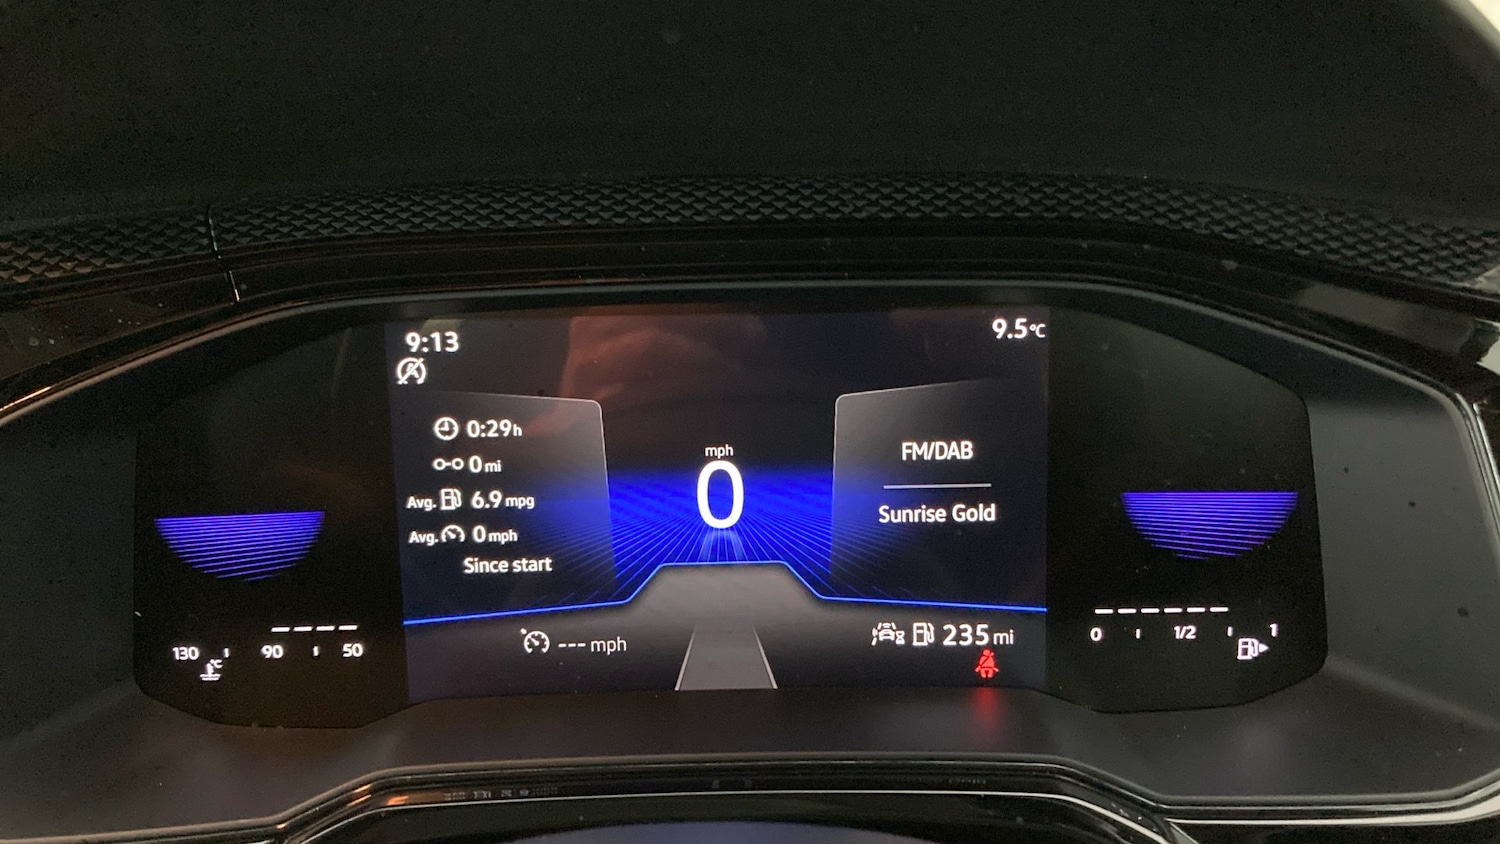 9:13
9.5°C
0:29h
0mi
Avg. 6.9 mpg
Avg. 0mph
Since start
mph
0
FM/DAB
Sunrise Gold
--- mph
235mi
130 90 50
°C
0 1/2 1